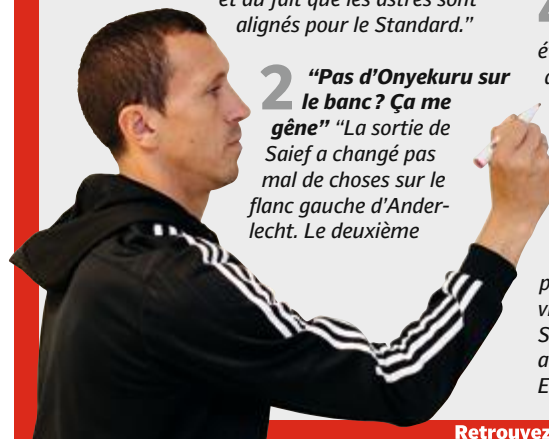 et du fait que les astres sont
alignés pour le Standard.”
2 “Pas d’Onyekuru sur
le banc ? Ça me
gêne” “La sortie de
Saief a changé pas
mal de choses sur le
flanc gauche d’Ander-
lecht. Le deuxième
Retrouvez